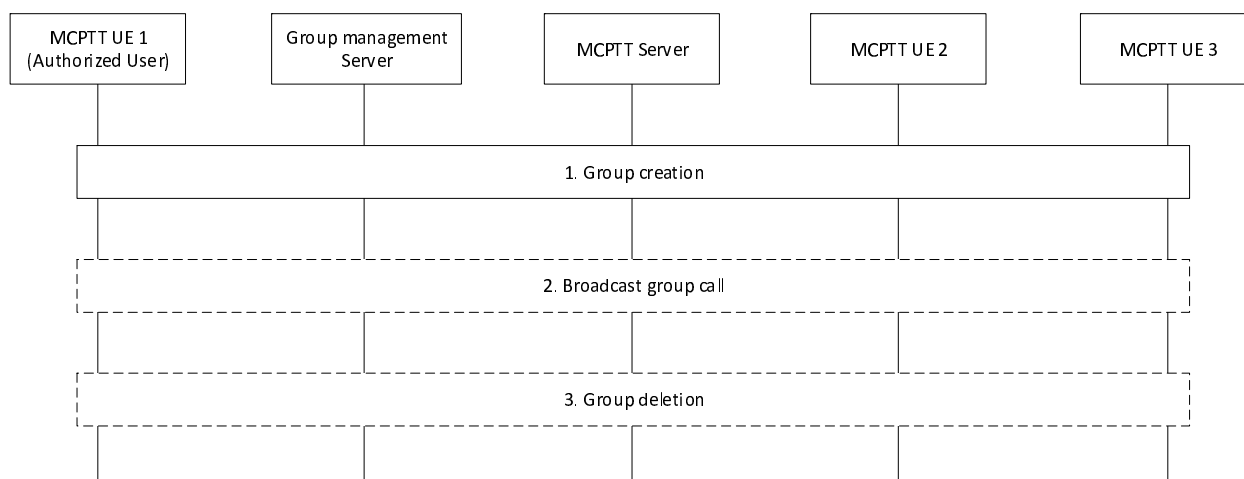 MCPTT UE 1
(Authorized User)
Group management
Server
MCPTT Server
MCPTT UE 2
MCPTT UE 3
1. Group creation
2. Broadcast group call
3. Group deletion